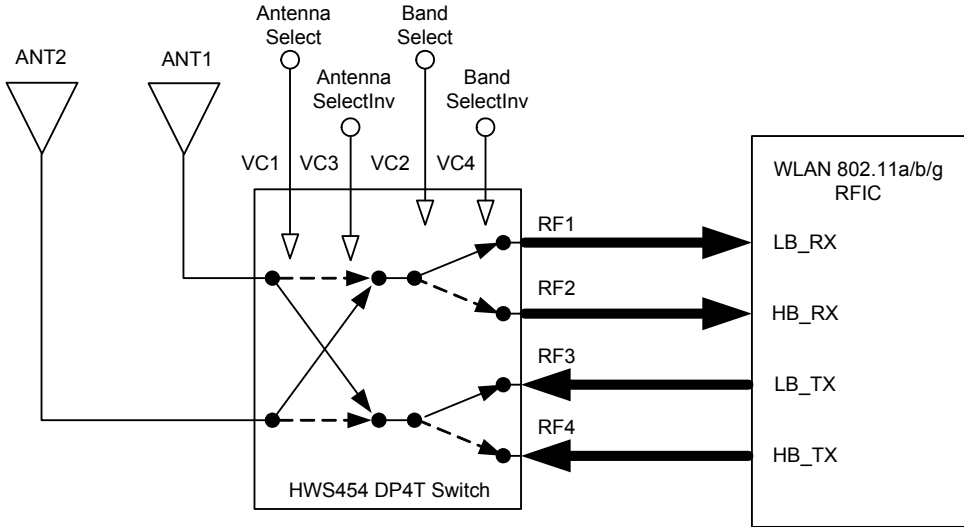 Antenna
Select
Band
Select
ANT2
ANT1
Antenna
SelectInv
Band
SelectInv
VC1
VC3
VC2
VC4
WLAN 802.11a/b/g
RFIC
RF1
LB_RX
RF2
HB_RX
RF3
LB_TX
RF4
HB_TX
HWS454 DP4T Switch